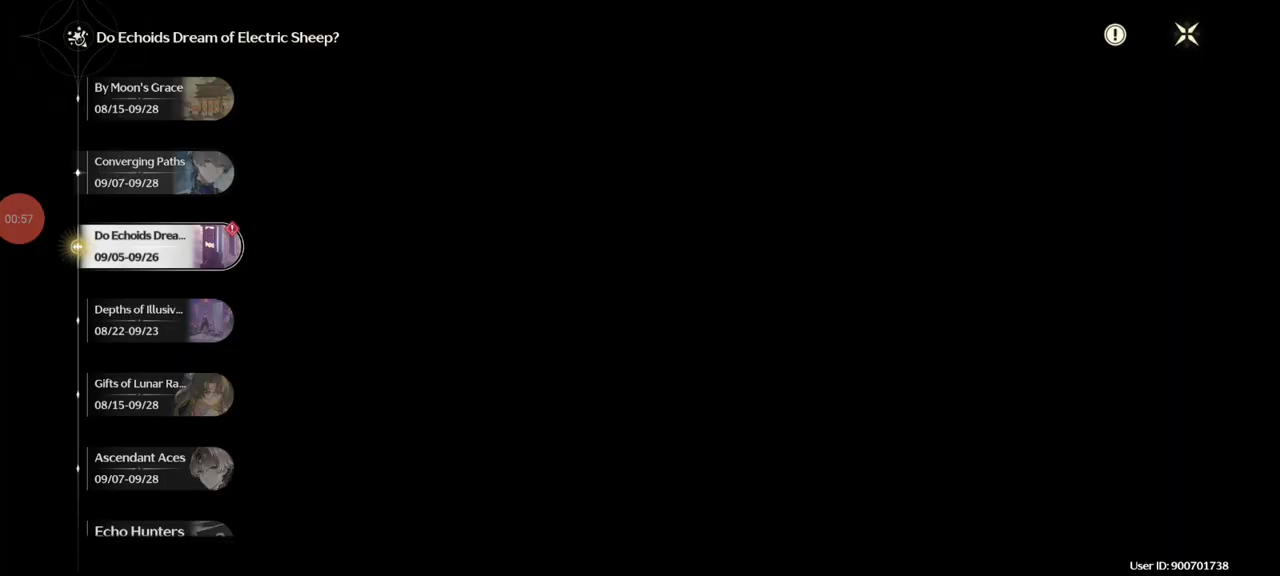 Do Echoids Dream of Electric Sheep?
By Moon's Grace
08/15-09/28
Converging Paths
09/07-09/28
00:57
Do Echoids Drea...
09/05-09/26
Depths of Illusiv...
08/22-09/23
Gifts of Lunar Ra...
08/15-09/28
Ascendant Aces
09/07-09/28
Echo Hunters
User ID: 900701738